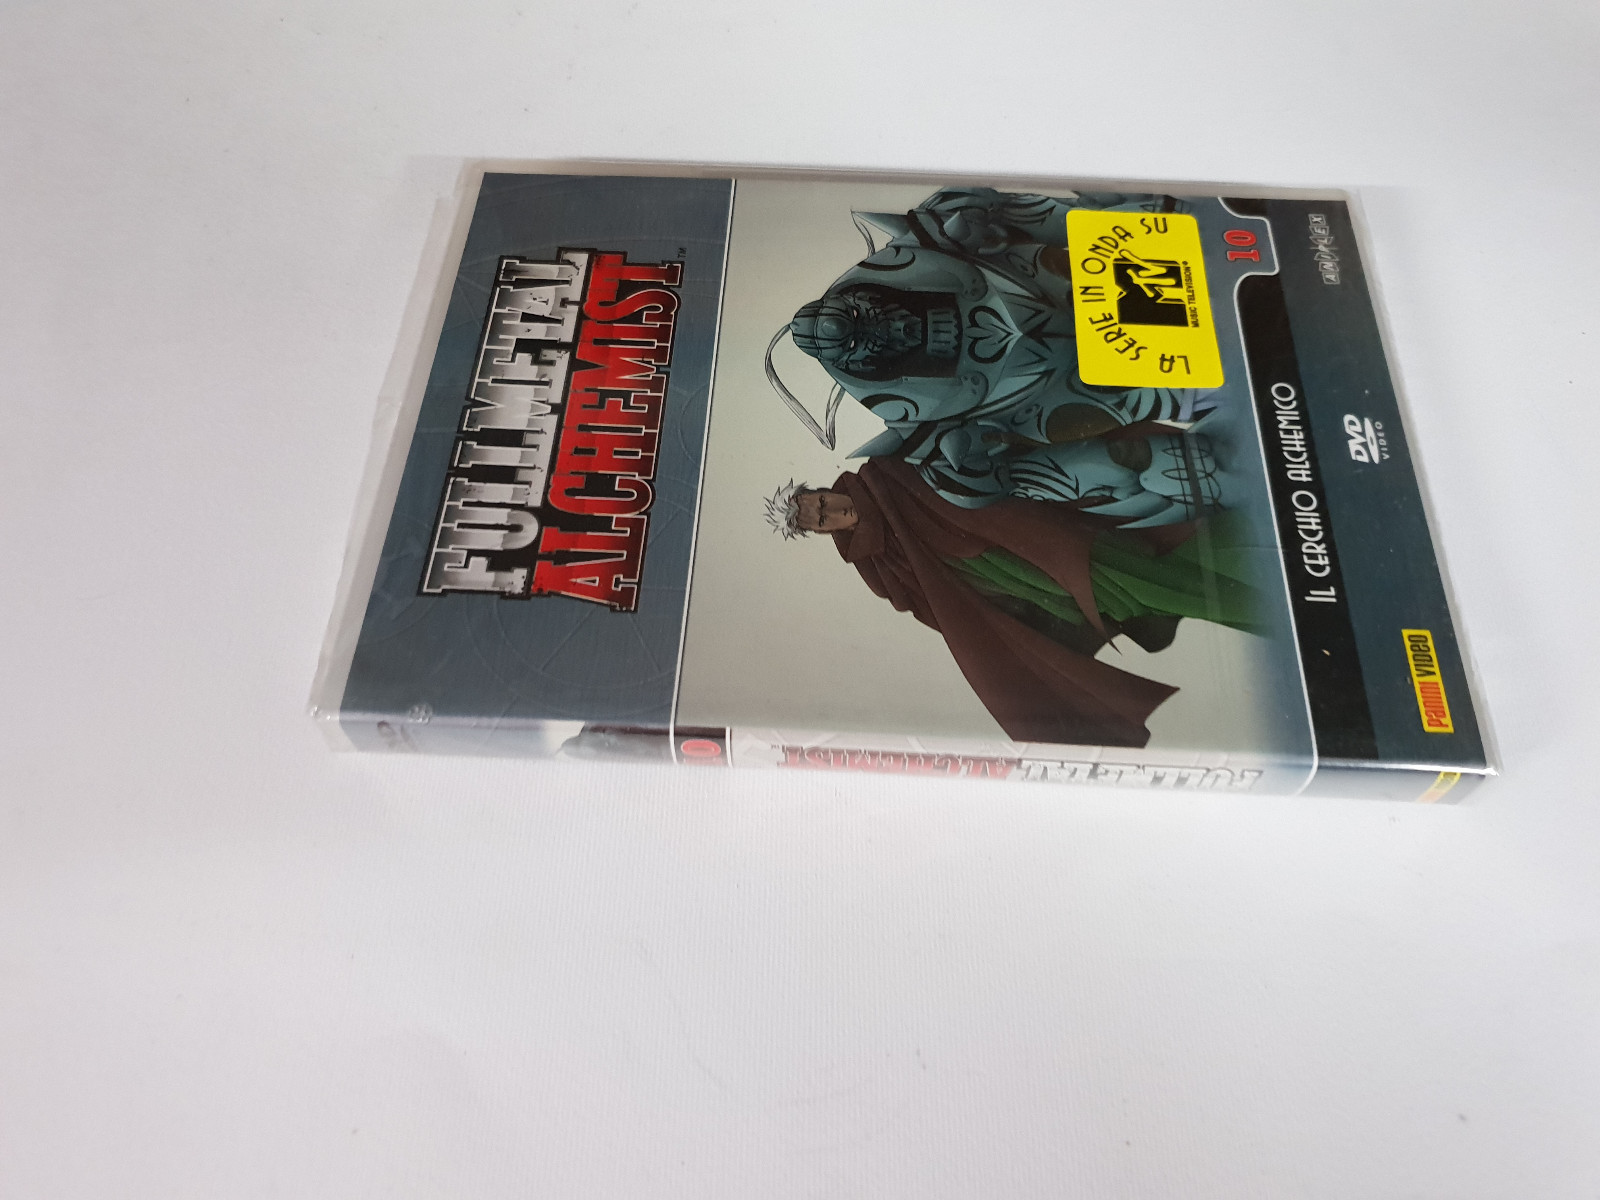 FULLMETAL
ALCHEMIST™
LA SERIE IN ONDA SU
MTV
MUSIC TELEVISION®
10
IL CERCHIO ALCHEMICO
ANIPLEX
DVD
VIDEO
PANINI VIDEO
10
FULLMETAL
ALCHEMIST